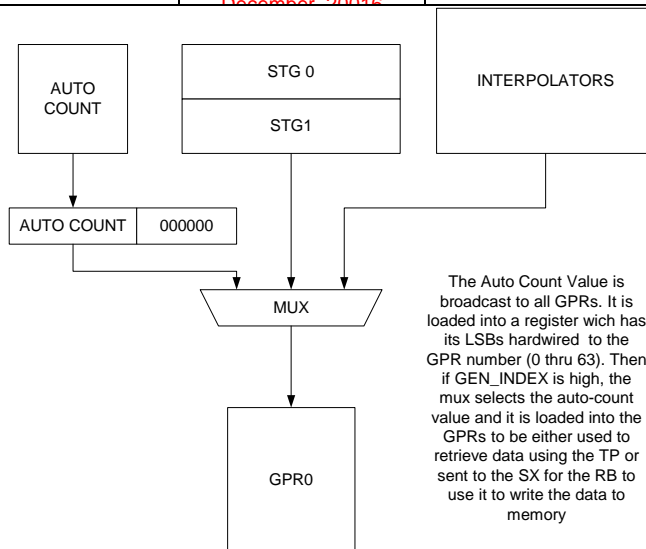 December, 20015
AUTO
COUNT
STG 0
STG1
INTERPOLATORS
AUTO COUNT
000000
MUX
The Auto Count Value is
broadcast to all GPRs. It is
loaded into a register wich has
its LSBs hardwired to the
GPR number (0 thru 63). Then
if GEN_INDEX is high, the
mux selects the auto-count
value and it is loaded into the
GPRs to be either used to
retrieve data using the TP or
sent to the SX for the RB to
use it to write the data to
memory
GPR0